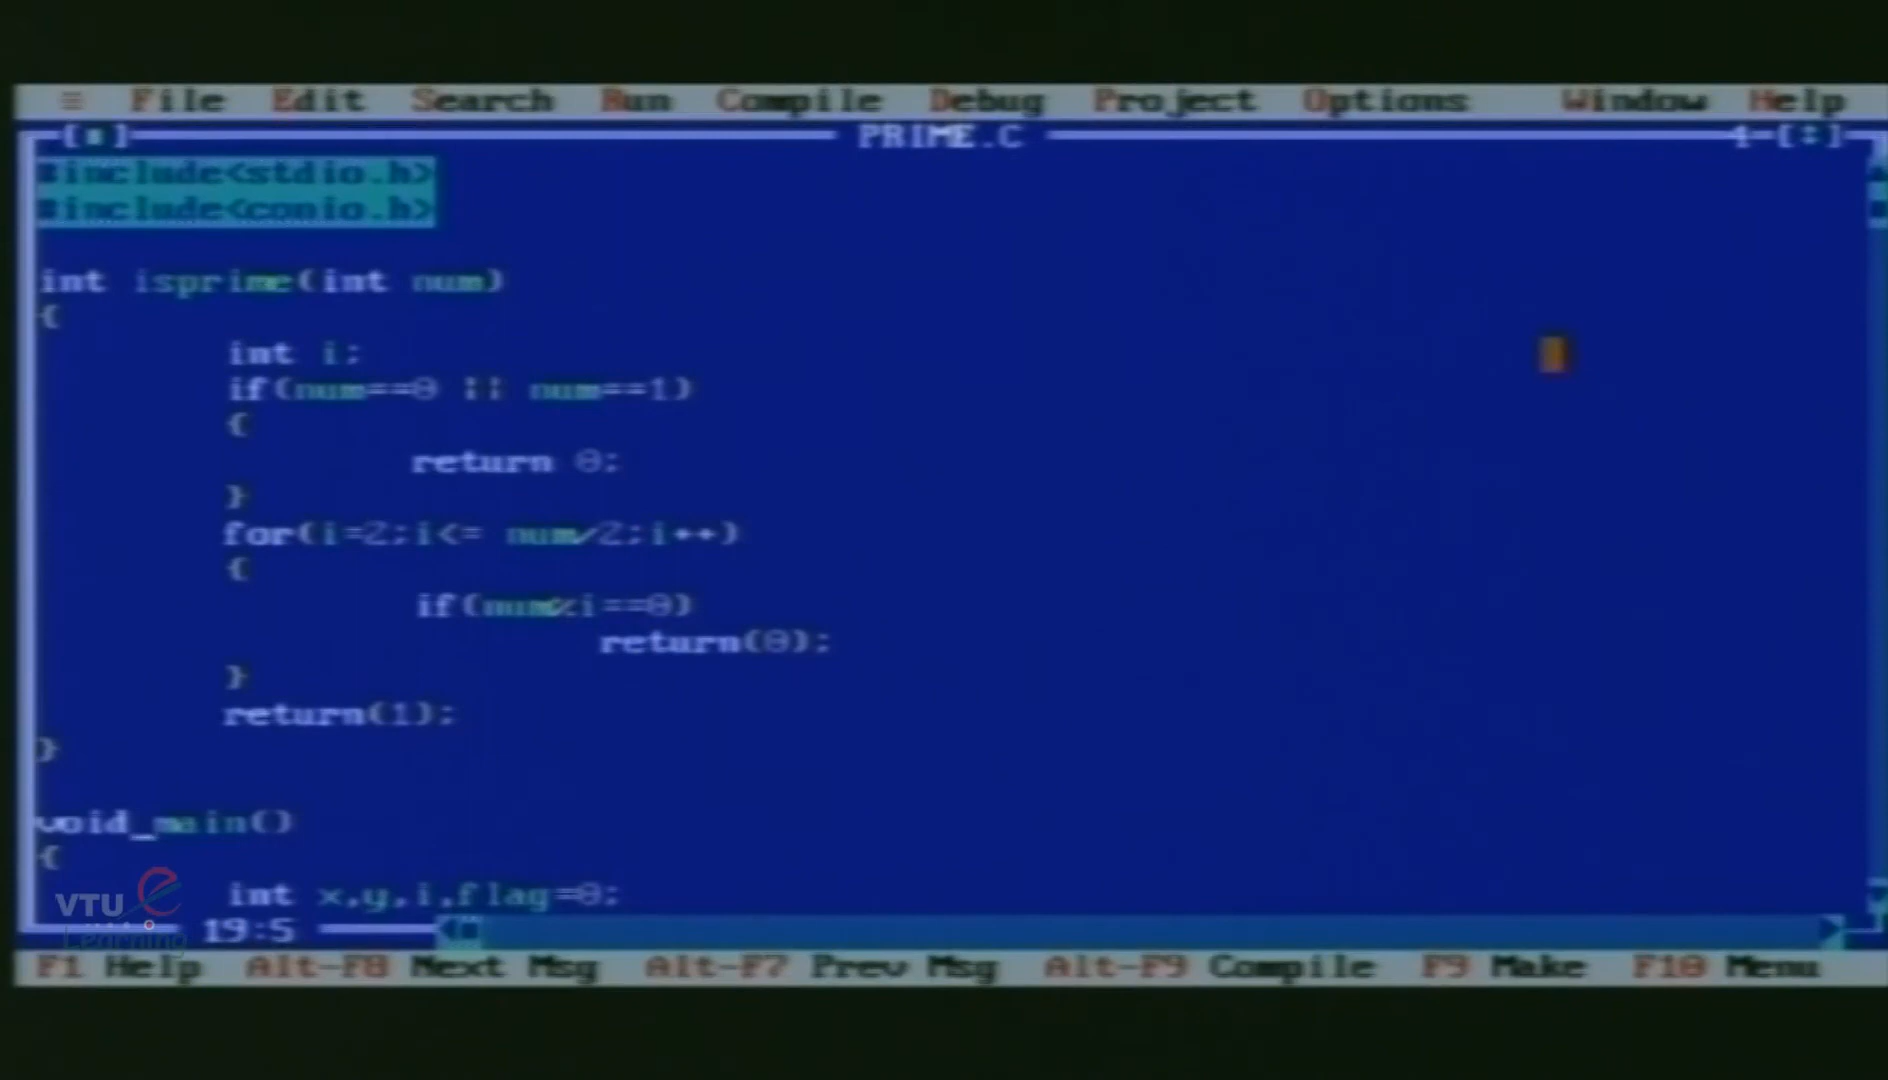 ≡ File Edit Search Run Compile Debug Project Options Window Help
[■] PRIME.C 4=[↕]
#include<stdio.h>
#include<conio.h>
int isprime(int num)
{
int i;
if(num==0 || num==1)
{
return 0;
}
for(i=2;i<= num/2;i++)
{
if(num%i==0)
return(0);
}
return(1);
}
void main()
{
int x,y,i,flag=0;
VTU e
Learning
19:5
F1 Help Alt-F8 Next Msg Alt-F7 Prev Msg Alt-F9 Compile F9 Make F10 Menu